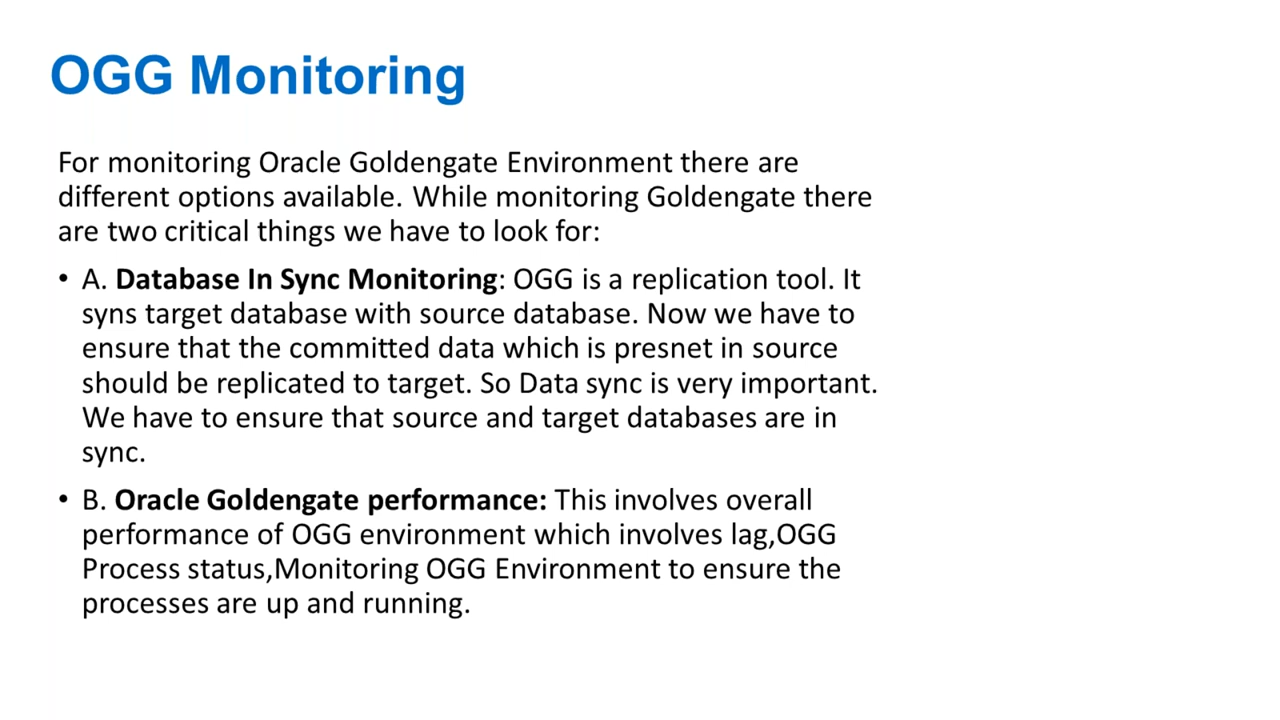 OGG Monitoring
For monitoring Oracle Goldengate Environment there are
different options available. While monitoring Goldengate there
are two critical things we have to look for:
• A. Database In Sync Monitoring: OGG is a replication tool. It
syns target database with source database. Now we have to
ensure that the committed data which is presnet in source
should be replicated to target. So Data sync is very important.
We have to ensure that source and target databases are in
sync.
• B. Oracle Goldengate performance: This involves overall
performance of OGG environment which involves lag,OGG
Process status,Monitoring OGG Environment to ensure the
processes are up and running.